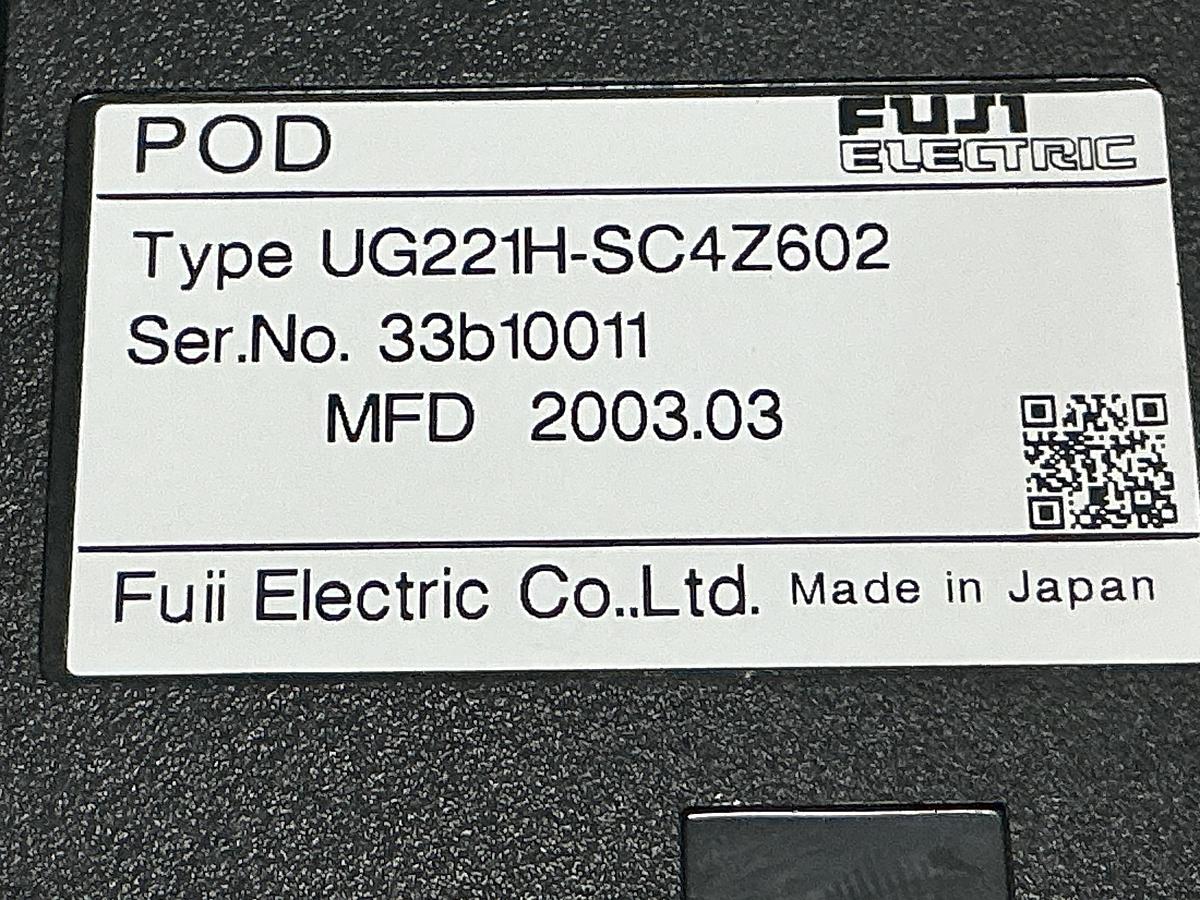 POD
FUJI
ELECTRIC
Type UG221H-SC4Z602
Ser.No. 33b10011
MFD 2003.03
Fuii Electric Co..Ltd. Made in Japan